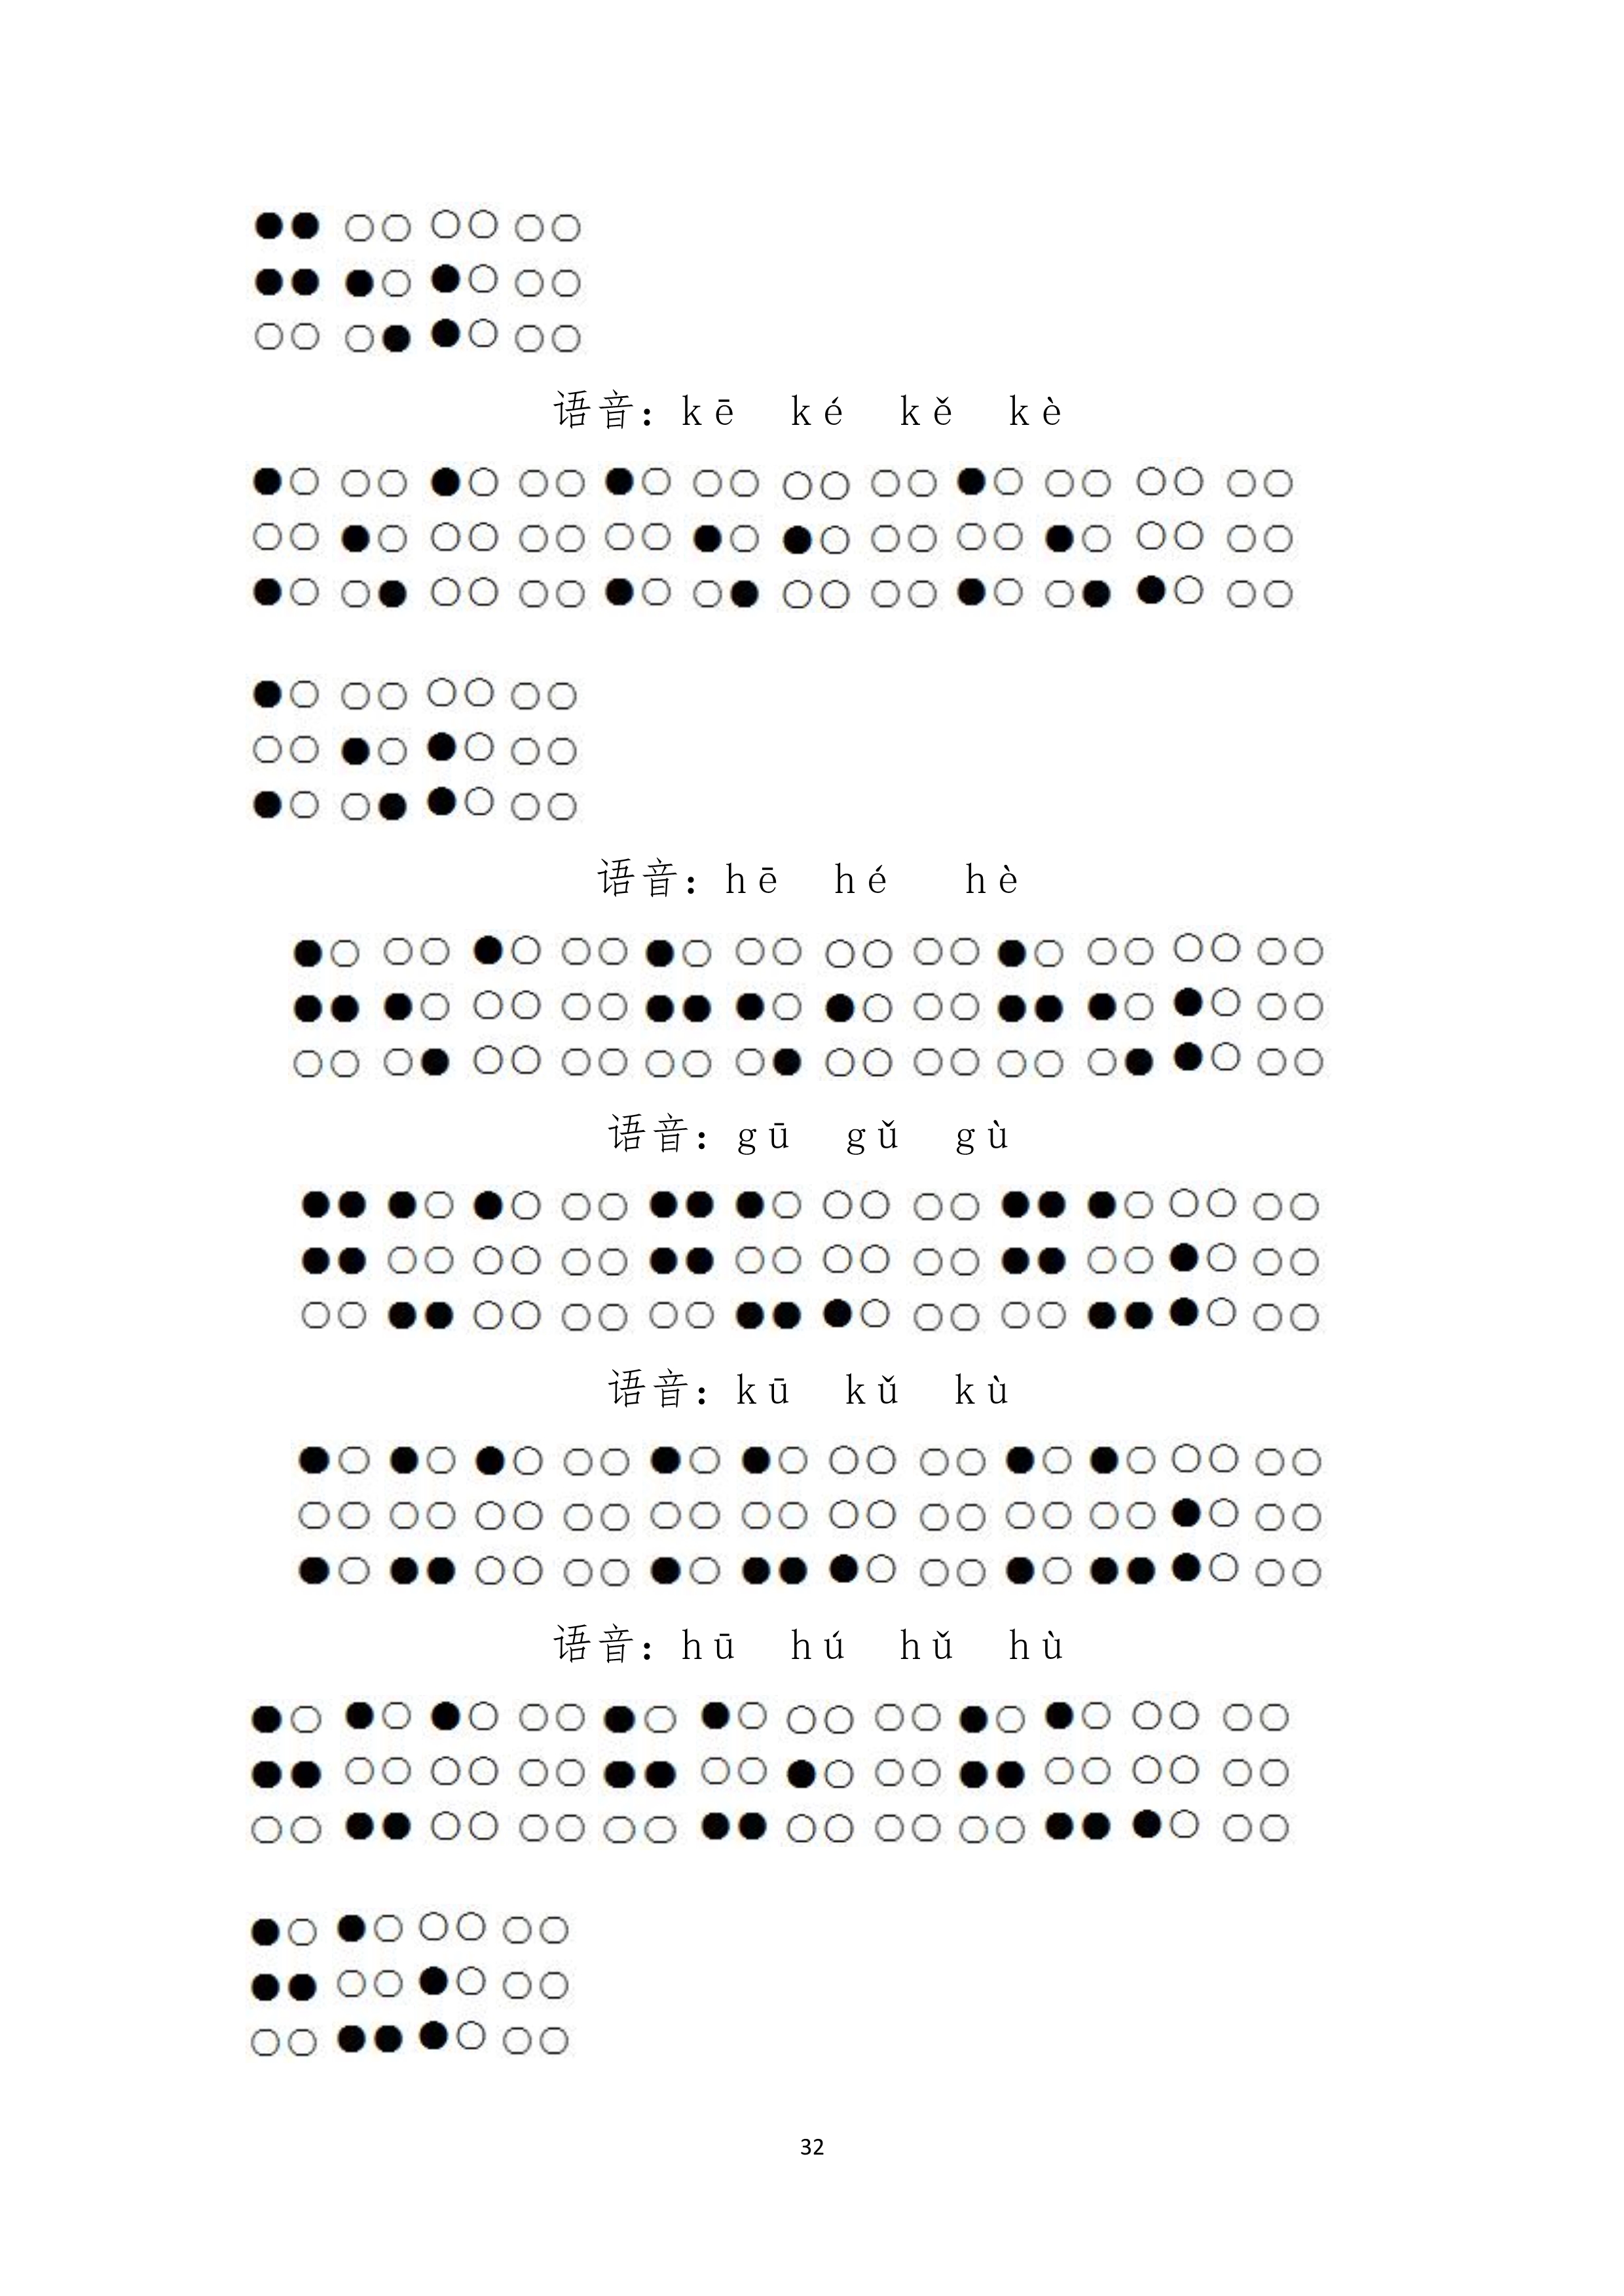 语音：kē ké kě kè
语音：hē hé hè
语音：gū gǔ gù
语音：kū kǔ kù
语音：hū hú hǔ hù
32